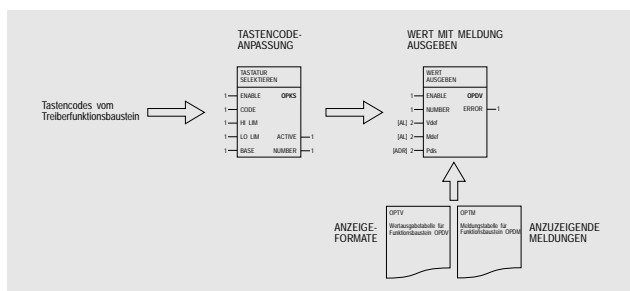 TASTENCODE-
ANPASSUNG
WERT MIT MELDUNG
AUSGEBEN
Tastencodes vom
Treiberfunktionsbaustein
TASTATUR
SELEKTIEREN
1 ENABLE OPKS
1 CODE
1 HI LIM
1 LO LIM ACTIVE 1
1 BASE NUMBER 1
WERT
AUSGEBEN
1 ENABLE OPDV
1 NUMBER ERROR 1
[AL] 2 Vdef
[AL] 2 Mdef
[ADR] 2 Pdis
ANZEIGE-
FORMATE
OPTV
Wertausgabetabelle für
Funktionsbaustein OPDV
OPTM
Meldungstabelle für
Funktionsbaustein OPDM
ANZUZEIGENDE
MELDUNGEN